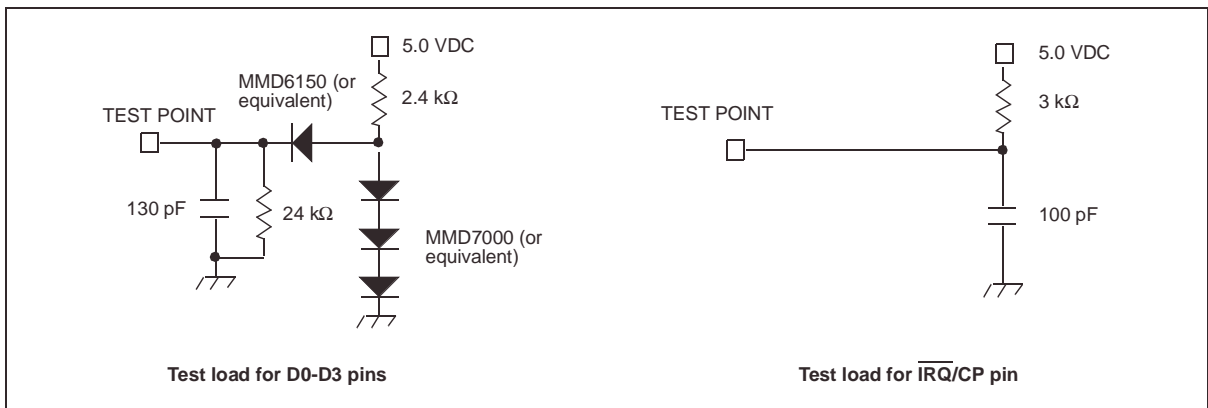 5.0 VDC
MMD6150 (or
equivalent)
2.4 kΩ
TEST POINT
130 pF
24 kΩ
MMD7000 (or
equivalent)
Test load for D0-D3 pins
5.0 VDC
3 kΩ
TEST POINT
100 pF
Test load for IRQ/CP pin